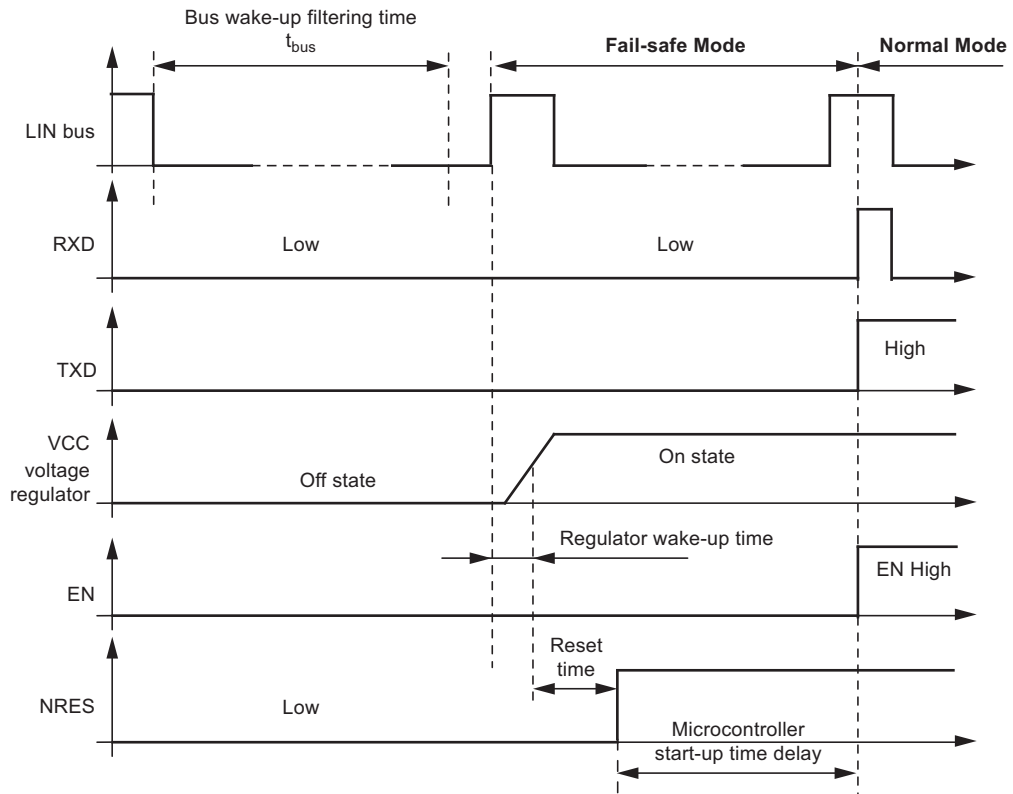 Bus wake-up filtering time
tbus
Fail-safe Mode
Normal Mode
LIN bus
RXD
Low
Low
TXD
High
VCC
voltage
regulator
Off state
On state
Regulator wake-up time
EN
EN High
Reset
time
NRES
Low
Microcontroller
start-up time delay